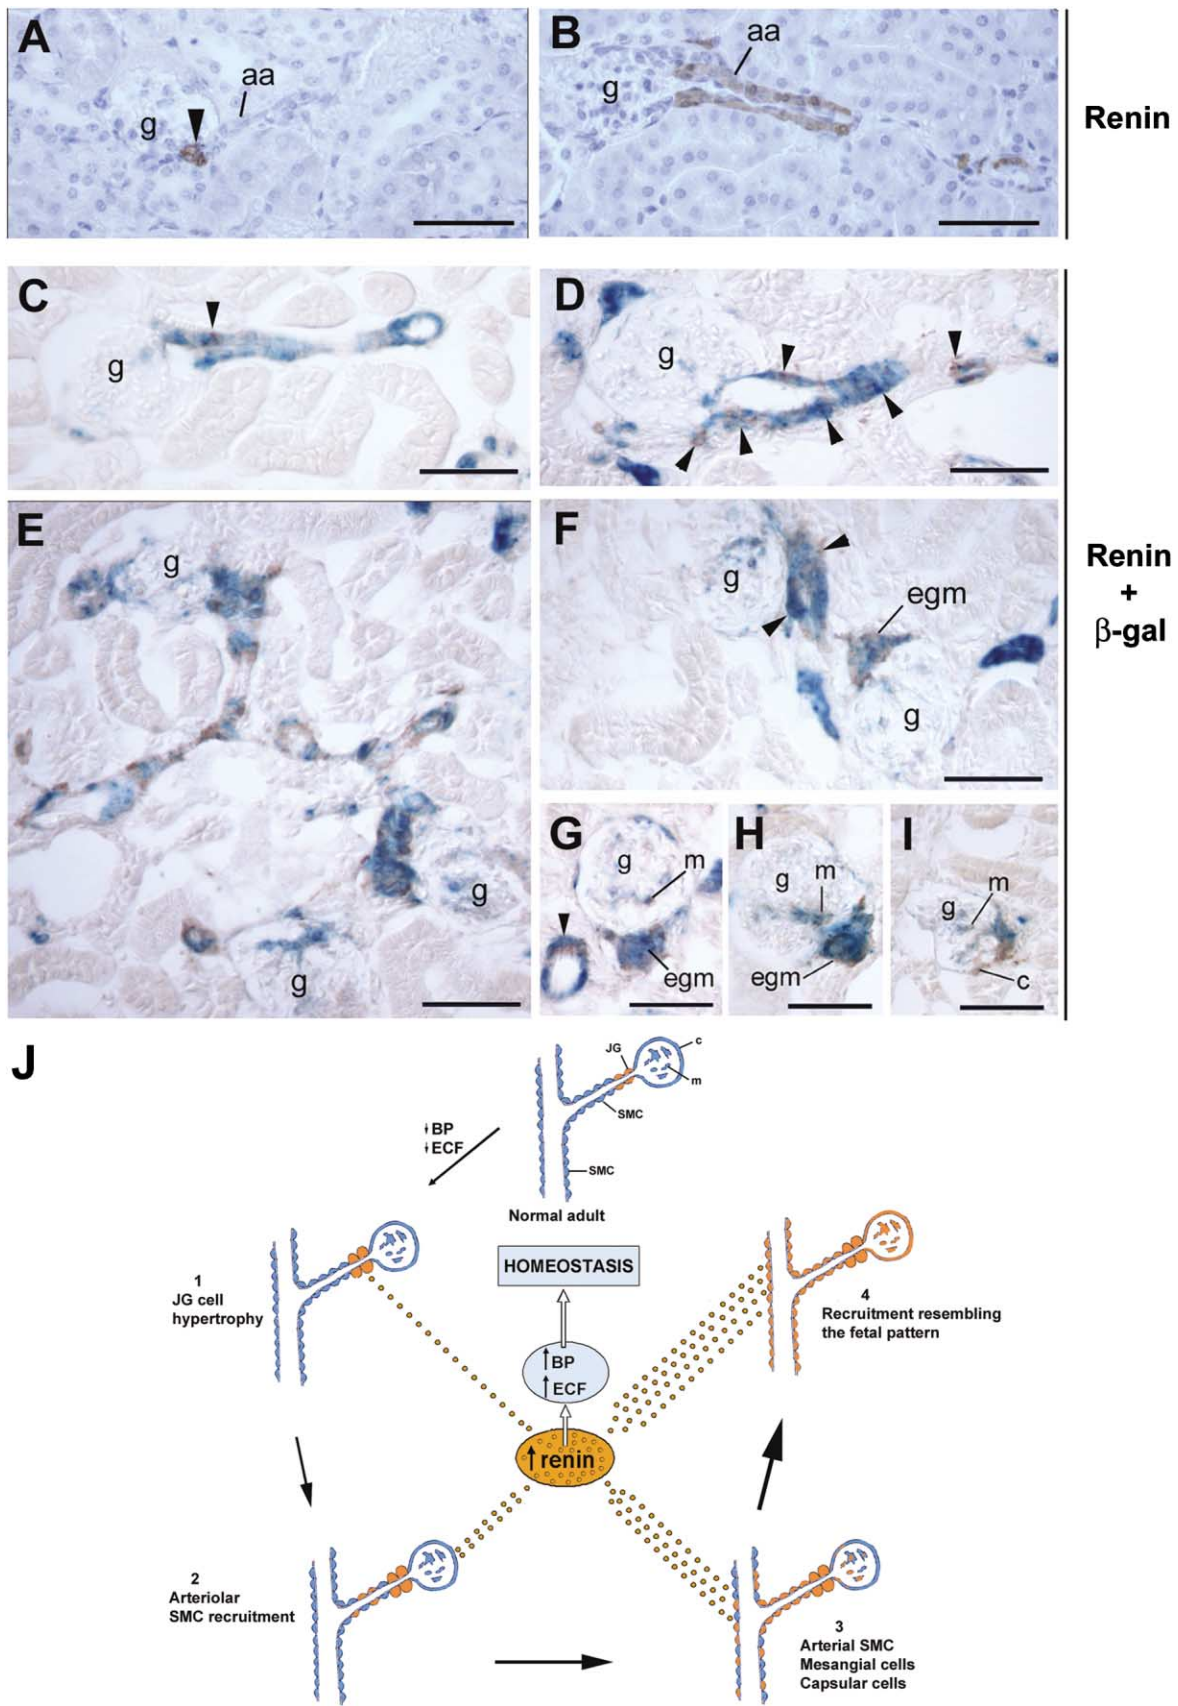 A
aa
g
B
aa
g
Renin
C
g
D
g
E
g
g
g
F
g
egm
g
Renin
+
β-gal
G
g
m
egm
H
g
m
egm
I
m
g
c
J
JG
c
m
SMC
SMC
↓BP
↓ECF
Normal adult
HOMEOSTASIS
1
JG cell
hypertrophy
4
Recruitment resembling
the fetal pattern
↑BP
↑ECF
↑renin
2
Arteriolar
SMC recruitment
3
Arterial SMC
Mesangial cells
Capsular cells